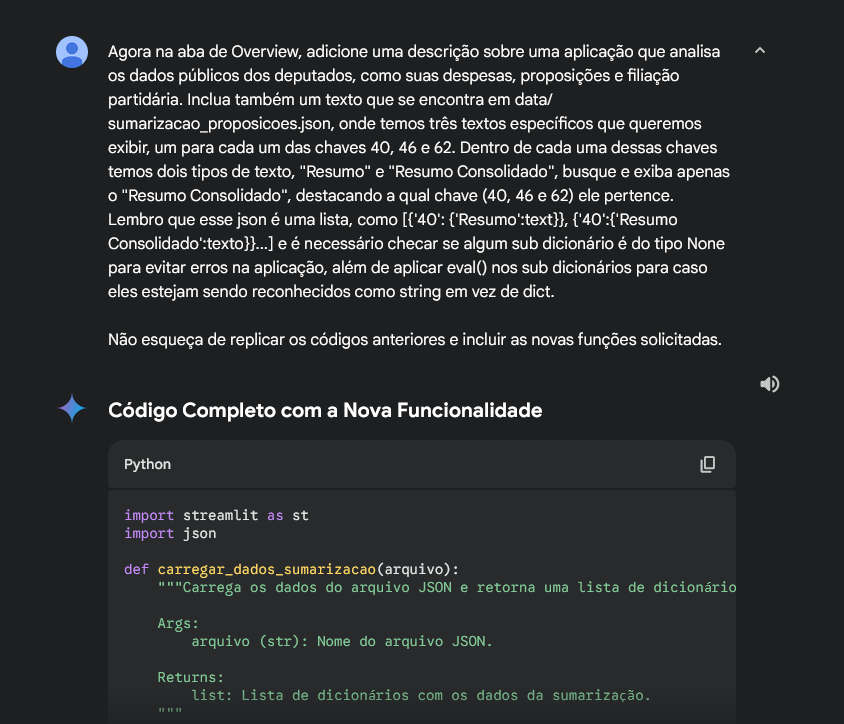 Agora na aba de Overview, adicione uma descrição sobre uma aplicação que analisa
os dados públicos dos deputados, como suas despesas, proposições e filiação
partidária. Inclua também um texto que se encontra em data/
sumarizacao_proposicoes.json, onde temos três textos específicos que queremos
exibir, um para cada um das chaves 40, 46 e 62. Dentro de cada uma dessas chaves
temos dois tipos de texto, "Resumo" e "Resumo Consolidado", busque e exiba apenas
o "Resumo Consolidado", destacando a qual chave (40, 46 e 62) ele pertence.
Lembro que esse json é uma lista, como [{'40': {'Resumo':text}}, {'40':{'Resumo
Consolidado':texto}}...] e é necessário checar se algum sub dicionário é do tipo None
para evitar erros na aplicação, além de aplicar eval() nos sub dicionários para caso
eles estejam sendo reconhecidos como string em vez de dict.
Não esqueça de replicar os códigos anteriores e incluir as novas funções solicitadas.
Código Completo com a Nova Funcionalidade
Python
import streamlit as st
import json
def carregar_dados_sumarizacao(arquivo):
"""Carrega os dados do arquivo JSON e retorna uma lista de dicionário
Args:
arquivo (str): Nome do arquivo JSON.
Returns:
list: Lista de dicionários com os dados da sumarização.
"""